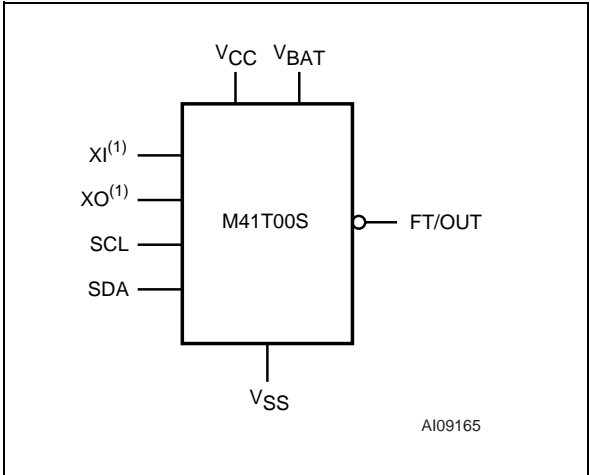 VCC VBAT
XI(1)
XO(1)
SCL
SDA
M41T00S
FT/OUT
VSS
AI09165